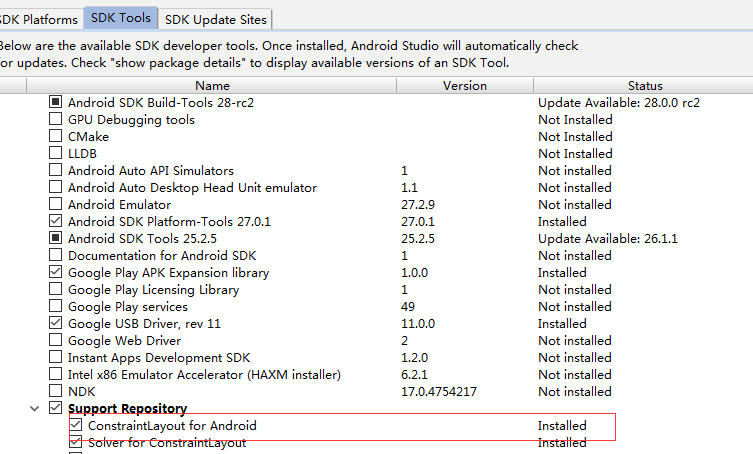 SDK Platforms SDK Tools SDK Update Sites
Below are the available SDK developer tools. Once installed, Android Studio will automatically check
for updates. Check "show package details" to display available versions of an SDK Tool.
Name Version Status
Android SDK Build-Tools 28-rc2 Update Available: 28.0.0 rc2
GPU Debugging tools Not Installed
CMake Not Installed
LLDB Not Installed
Android Auto API Simulators 1 Not installed
Android Auto Desktop Head Unit emulator 1.1 Not installed
Android Emulator 27.2.9 Not installed
Android SDK Platform-Tools 27.0.1 27.0.1 Installed
Android SDK Tools 25.2.5 25.2.5 Update Available: 26.1.1
Documentation for Android SDK 1 Not installed
Google Play APK Expansion library 1.0.0 Installed
Google Play Licensing Library 1 Not installed
Google Play services 49 Not installed
Google USB Driver, rev 11 11.0.0 Installed
Google Web Driver 2 Not installed
Instant Apps Development SDK 1.2.0 Not installed
Intel x86 Emulator Accelerator (HAXM installer) 6.2.1 Not installed
NDK 17.0.4754217 Not installed
Support Repository
ConstraintLayout for Android Installed
Solver for ConstraintLayout Installed